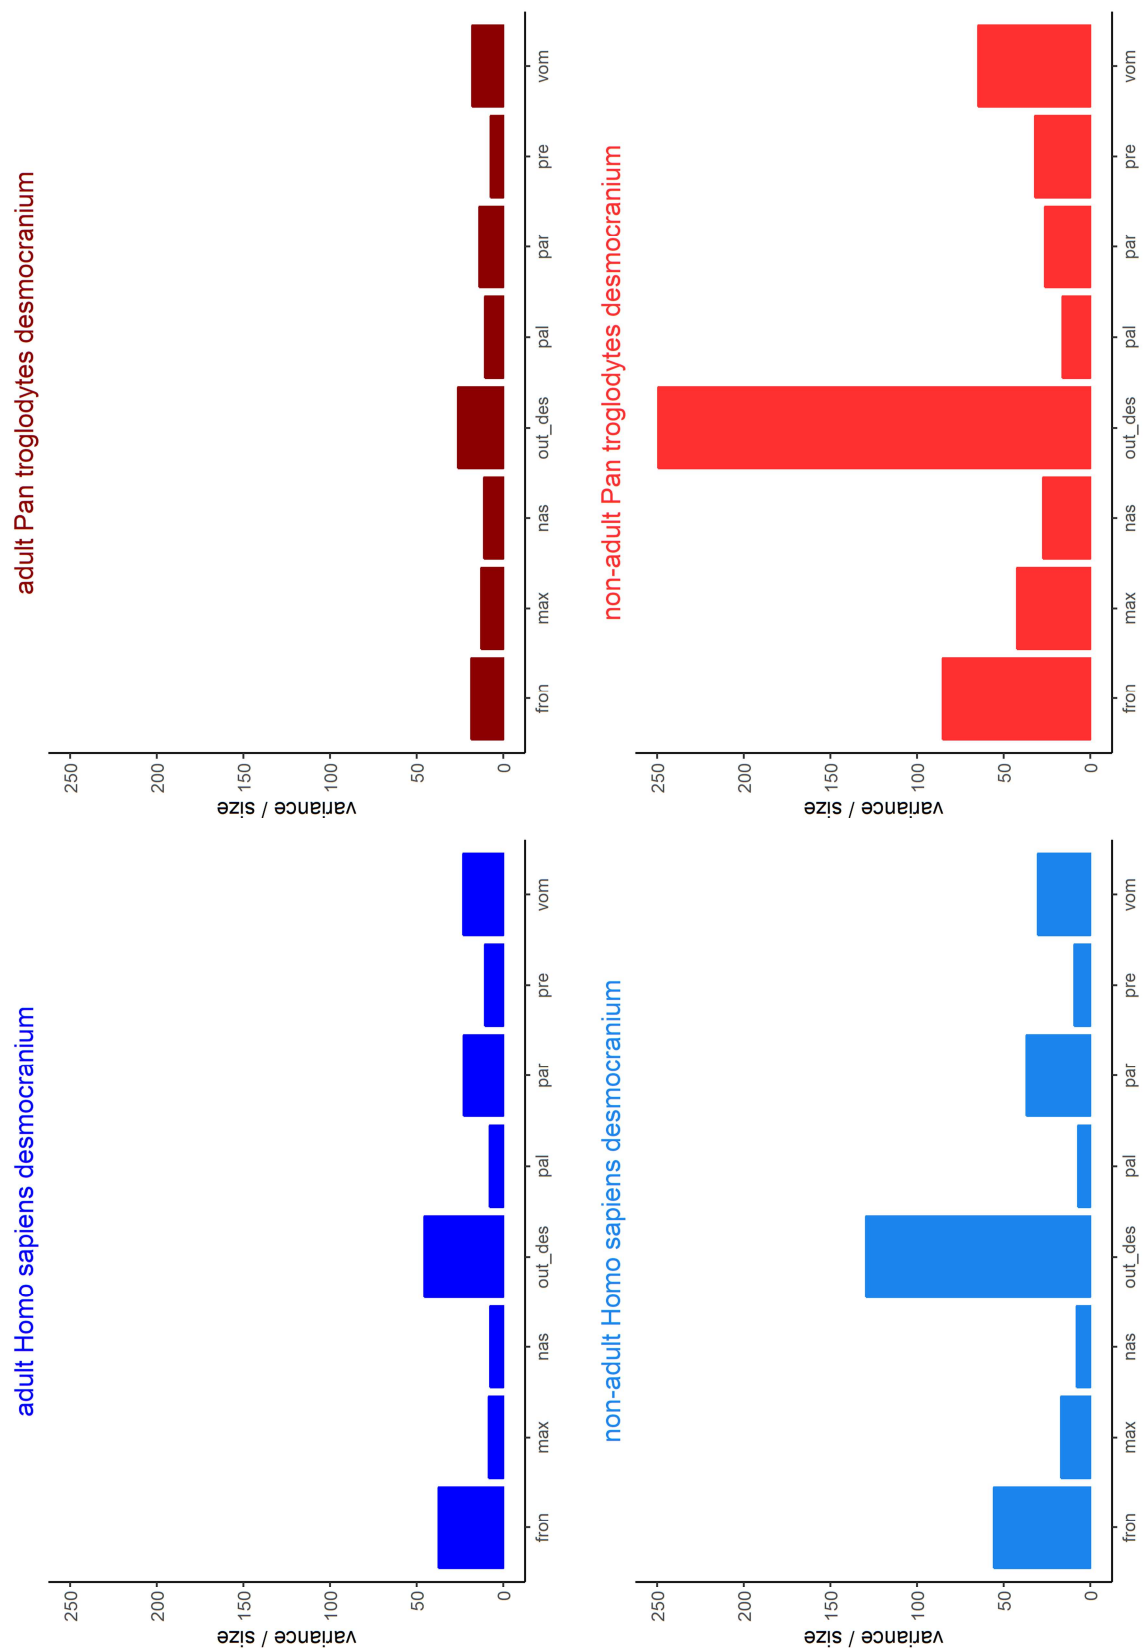 adult Homo sapiens desmocranium
variance / size
250
200
150
100
50
0
fron max nas out_des pal par pre vom
adult Pan troglodytes desmocranium
variance / size
250
200
150
100
50
0
fron max nas out_des pal par pre vom
non-adult Homo sapiens desmocranium
variance / size
250
200
150
100
50
0
fron max nas out_des pal par pre vom
non-adult Pan troglodytes desmocranium
variance / size
250
200
150
100
50
0
fron max nas out_des pal par pre vom